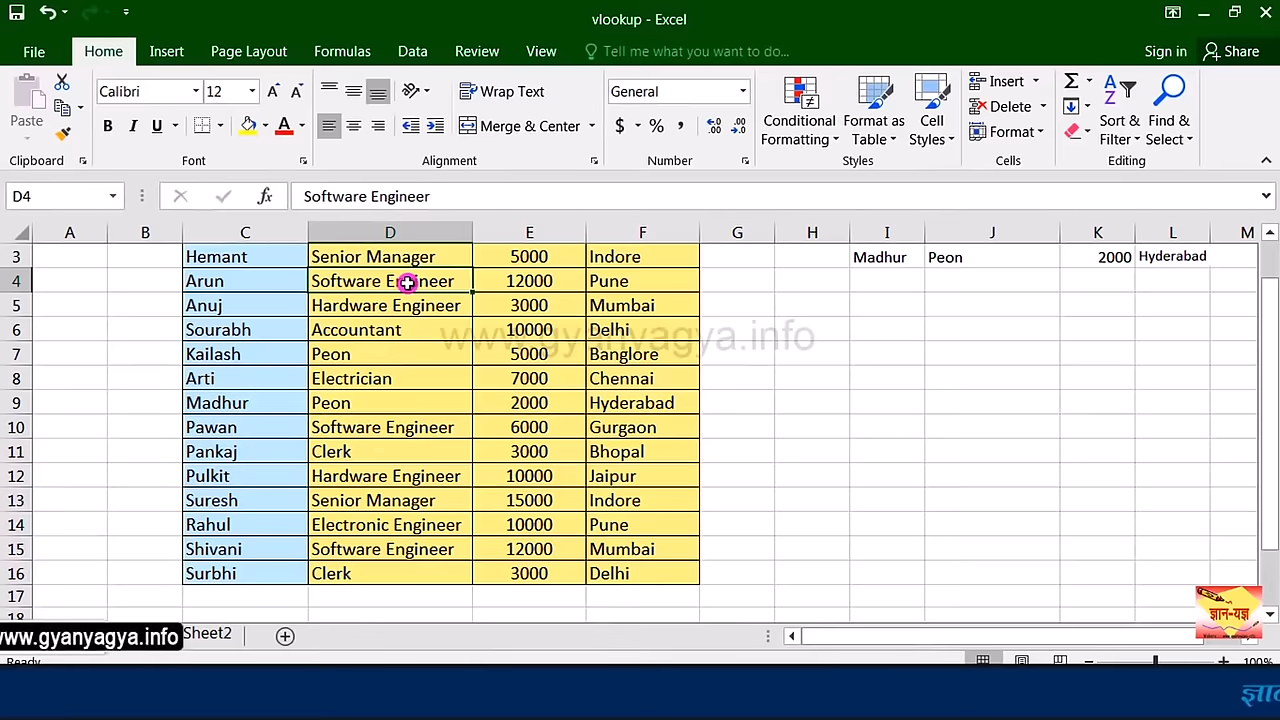 vlookup - Excel
File Home Insert Page Layout Formulas Data Review View Tell me what you want to do... Sign in Share
Paste
Calibri 12
B I U
Wrap Text
Merge & Center
General
$ % ,
Conditional Formatting
Format as Table
Cell Styles
Insert
Delete
Format
Sort & Filter
Find & Select
Clipboard Font Alignment Number Styles Cells Editing
D4 fx Software Engineer
A B C D E F G H I J K L M
3 Hemant Senior Manager 5000 Indore Madhur Peon 2000 Hyderabad
4 Arun Software Engineer 12000 Pune
5 Anuj Hardware Engineer 3000 Mumbai
6 Sourabh Accountant 10000 Delhi
www.gyanyagya.info
7 Kailash Peon 5000 Banglore
8 Arti Electrician 7000 Chennai
9 Madhur Peon 2000 Hyderabad
10 Pawan Software Engineer 6000 Gurgaon
11 Pankaj Clerk 3000 Bhopal
12 Pulkit Hardware Engineer 10000 Jaipur
13 Suresh Senior Manager 15000 Indore
14 Rahul Electronic Engineer 10000 Pune
15 Shivani Software Engineer 12000 Mumbai
16 Surbhi Clerk 3000 Delhi
17
18
ज्ञान-यज्ञ
www.gyanyagya.info Sheet2
Ready 100%